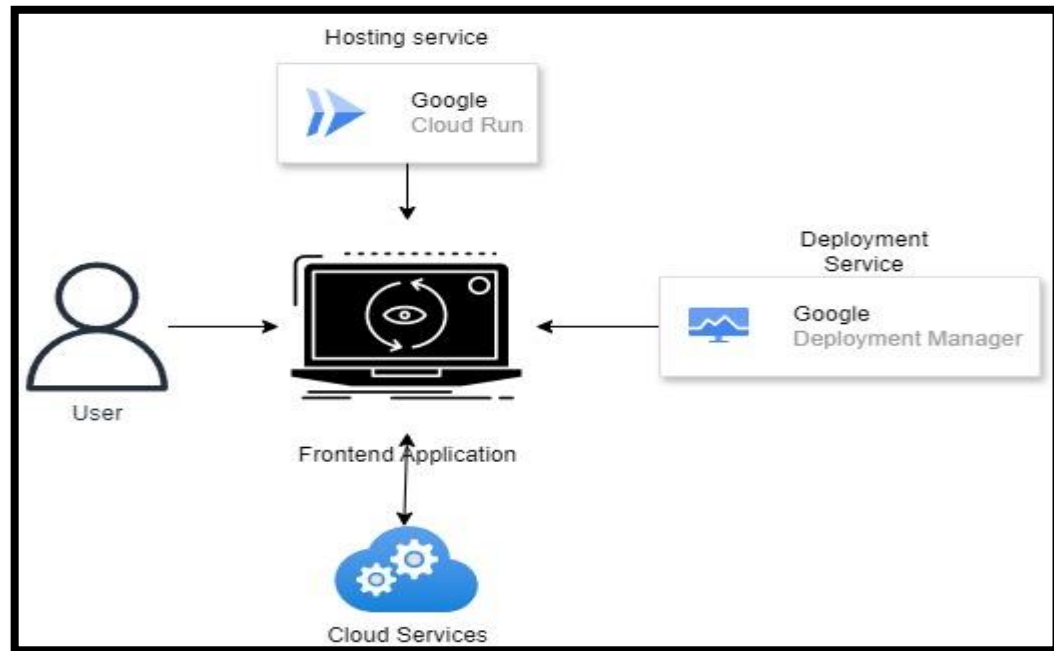 Hosting service
Google
Cloud Run
Deployment
Service
Google
Deployment Manager
User
Frontend Application
Cloud Services